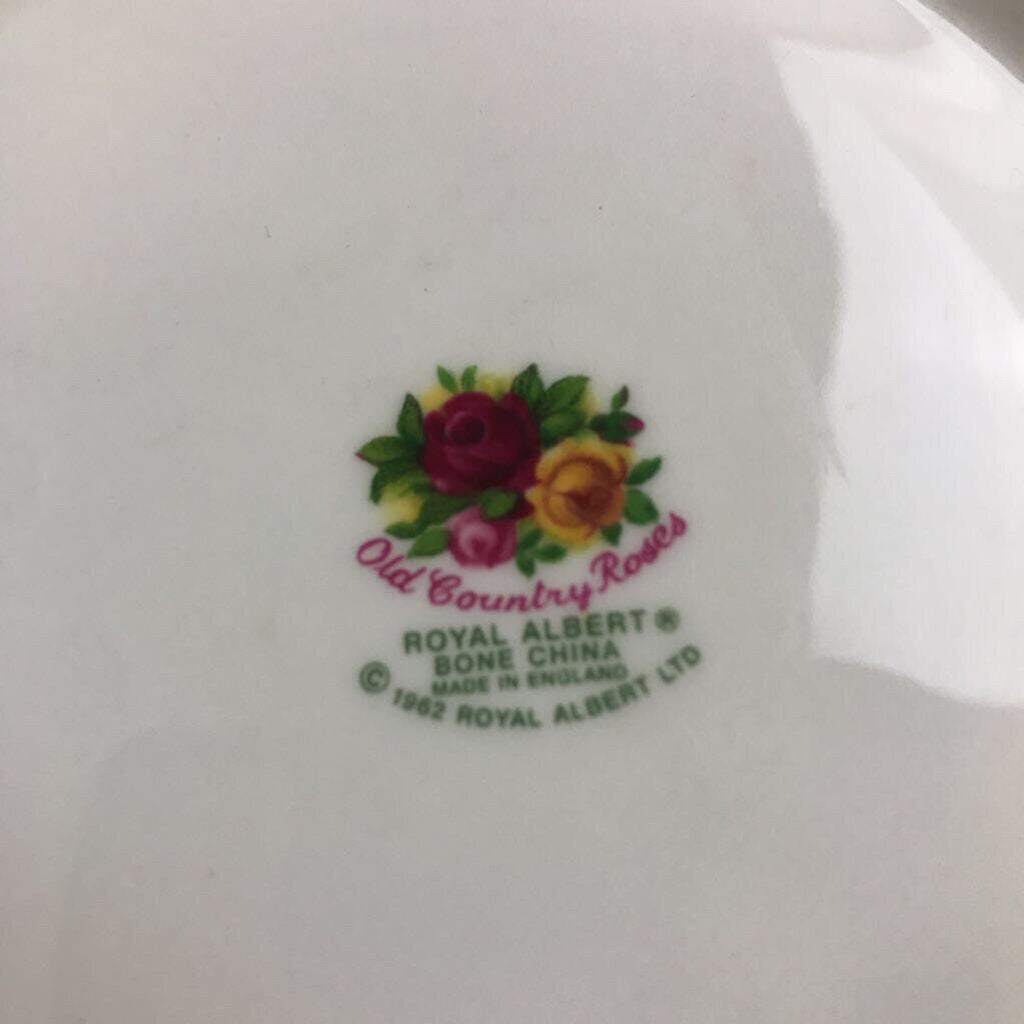 Old Country Roses
ROYAL ALBERT ®
BONE CHINA
MADE IN ENGLAND
© 1962 ROYAL ALBERT LTD